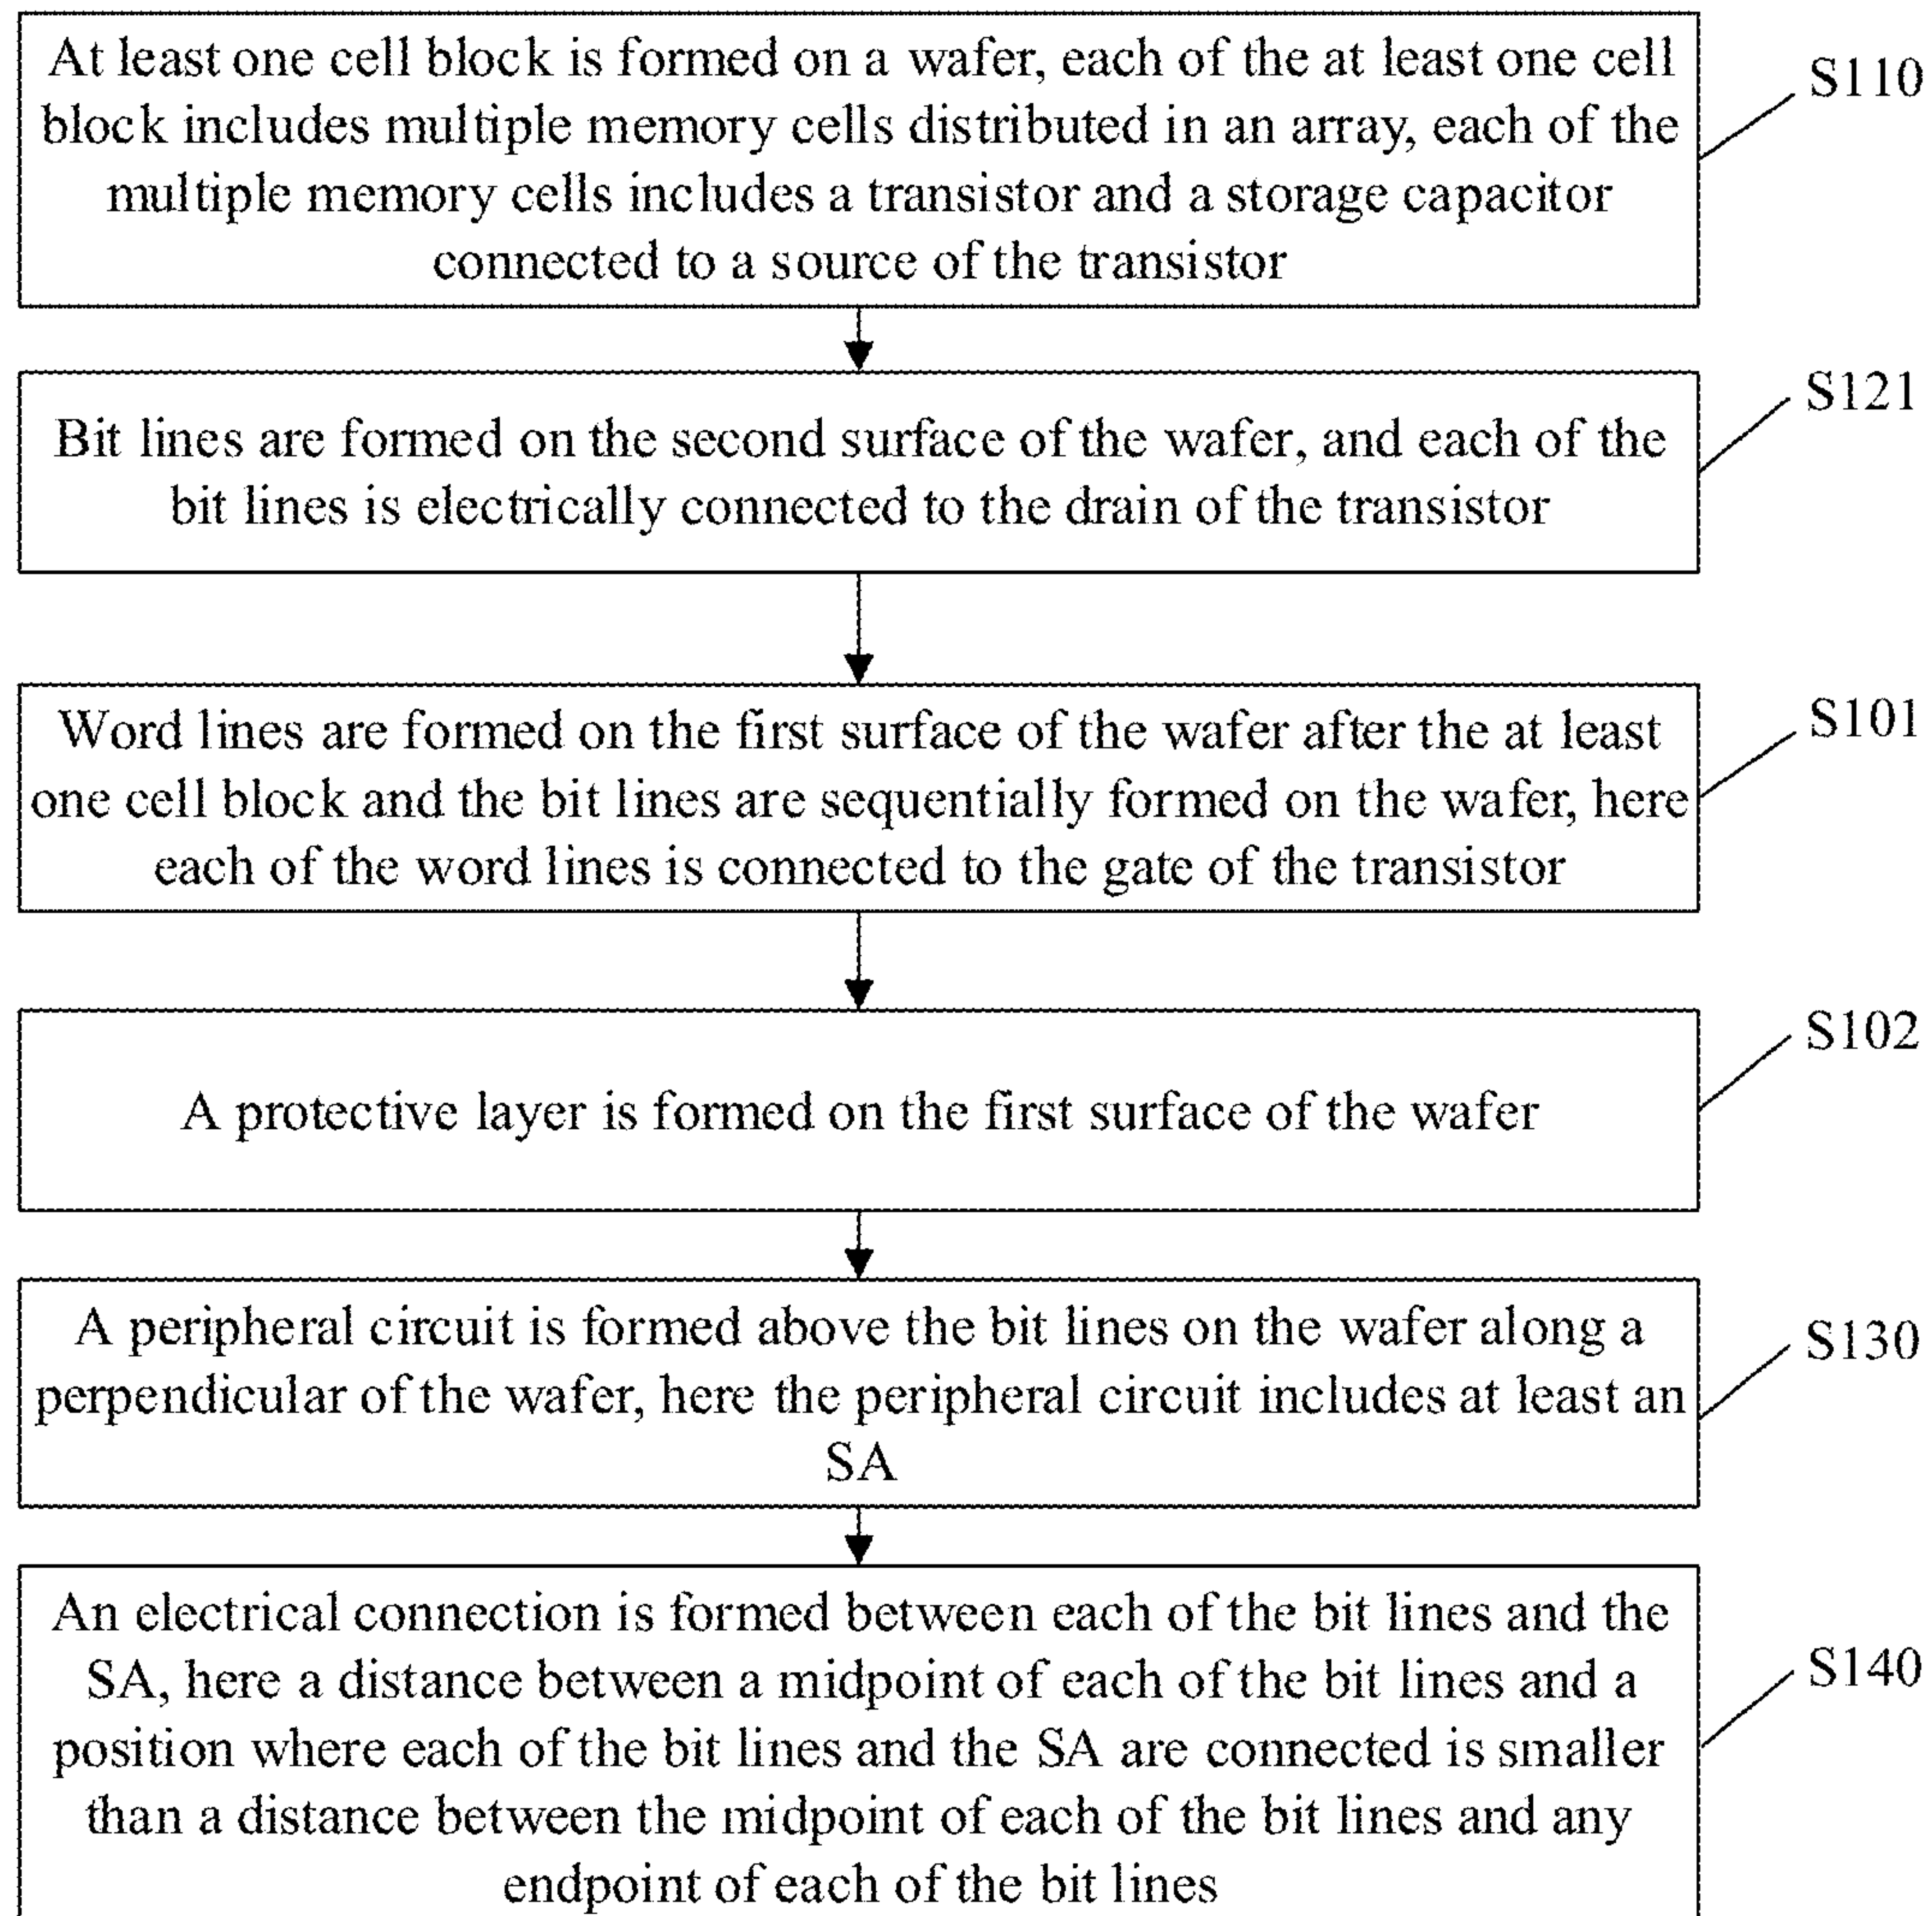 At least one cell block is formed on a wafer, each of the at least one cell
block includes multiple memory cells distributed in an array, each of the
multiple memory cells includes a transistor and a storage capacitor
connected to a source of the transistor
S110
Bit lines are formed on the second surface of the wafer, and each of the
bit lines is electrically connected to the drain of the transistor
S121
Word lines are formed on the first surface of the wafer after the at least
one cell block and the bit lines are sequentially formed on the wafer, here
each of the word lines is connected to the gate of the transistor
S101
A protective layer is formed on the first surface of the wafer
S102
A peripheral circuit is formed above the bit lines on the wafer along a
perpendicular of the wafer, here the peripheral circuit includes at least an
SA
S130
An electrical connection is formed between each of the bit lines and the
SA, here a distance between a midpoint of each of the bit lines and a
position where each of the bit lines and the SA are connected is smaller
than a distance between the midpoint of each of the bit lines and any
endpoint of each of the bit lines
S140